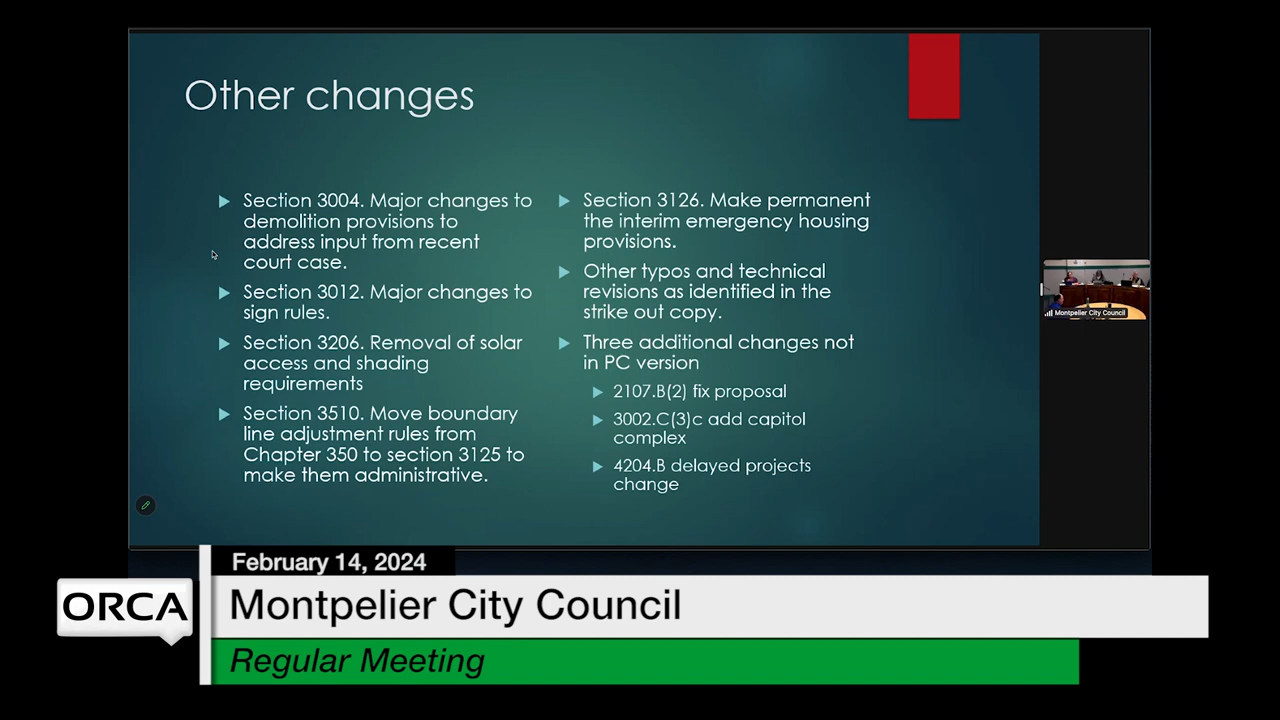 Other changes
Section 3004. Major changes to
demolition provisions to
address input from recent
court case.
Section 3012. Major changes to
sign rules.
Section 3206. Removal of solar
access and shading
requirements
Section 3510. Move boundary
line adjustment rules from
Chapter 350 to section 3125 to
make them administrative.
Section 3126. Make permanent
the interim emergency housing
provisions.
Other typos and technical
revisions as identified in the
strike out copy.
Three additional changes not
in PC version
2107.B(2) fix proposal
3002.C(3)c add capitol
complex
4204.B delayed projects
change
Montpelier City Council
February 14, 2024
ORCA
Montpelier City Council
Regular Meeting